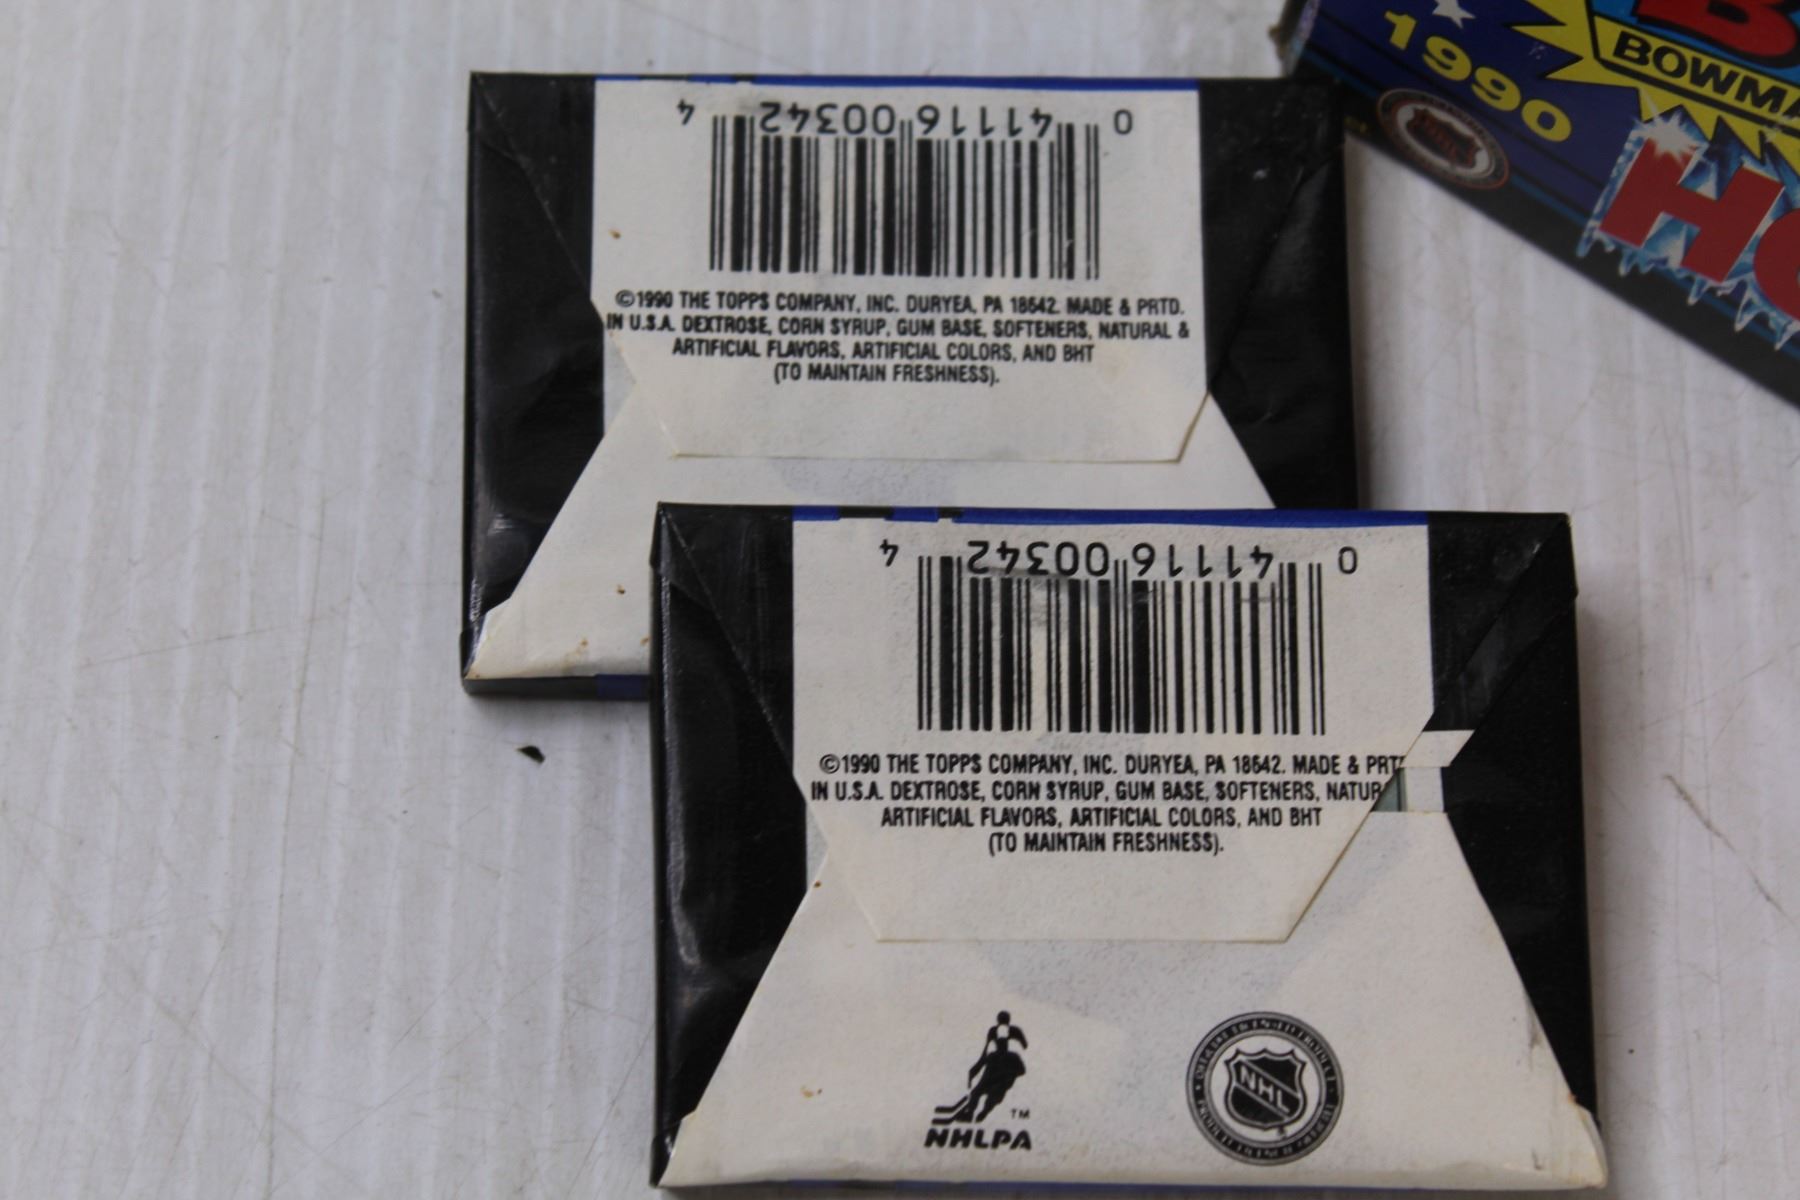 0 41116 00342 4
©1990 THE TOPPS COMPANY, INC. DURYEA, PA 18642. MADE & PRTD.
IN U.S.A. DEXTROSE, CORN SYRUP, GUM BASE, SOFTENERS, NATURAL &
ARTIFICIAL FLAVORS, ARTIFICIAL COLORS, AND BHT
(TO MAINTAIN FRESHNESS).
1990
BOWMA
HO
0 41116 00342 4
©1990 THE TOPPS COMPANY, INC. DURYEA, PA 18642. MADE & PRT
IN U.S.A. DEXTROSE, CORN SYRUP, GUM BASE, SOFTENERS, NATUR
ARTIFICIAL FLAVORS, ARTIFICIAL COLORS, AND BHT
(TO MAINTAIN FRESHNESS).
TM
NHLPA
NHL